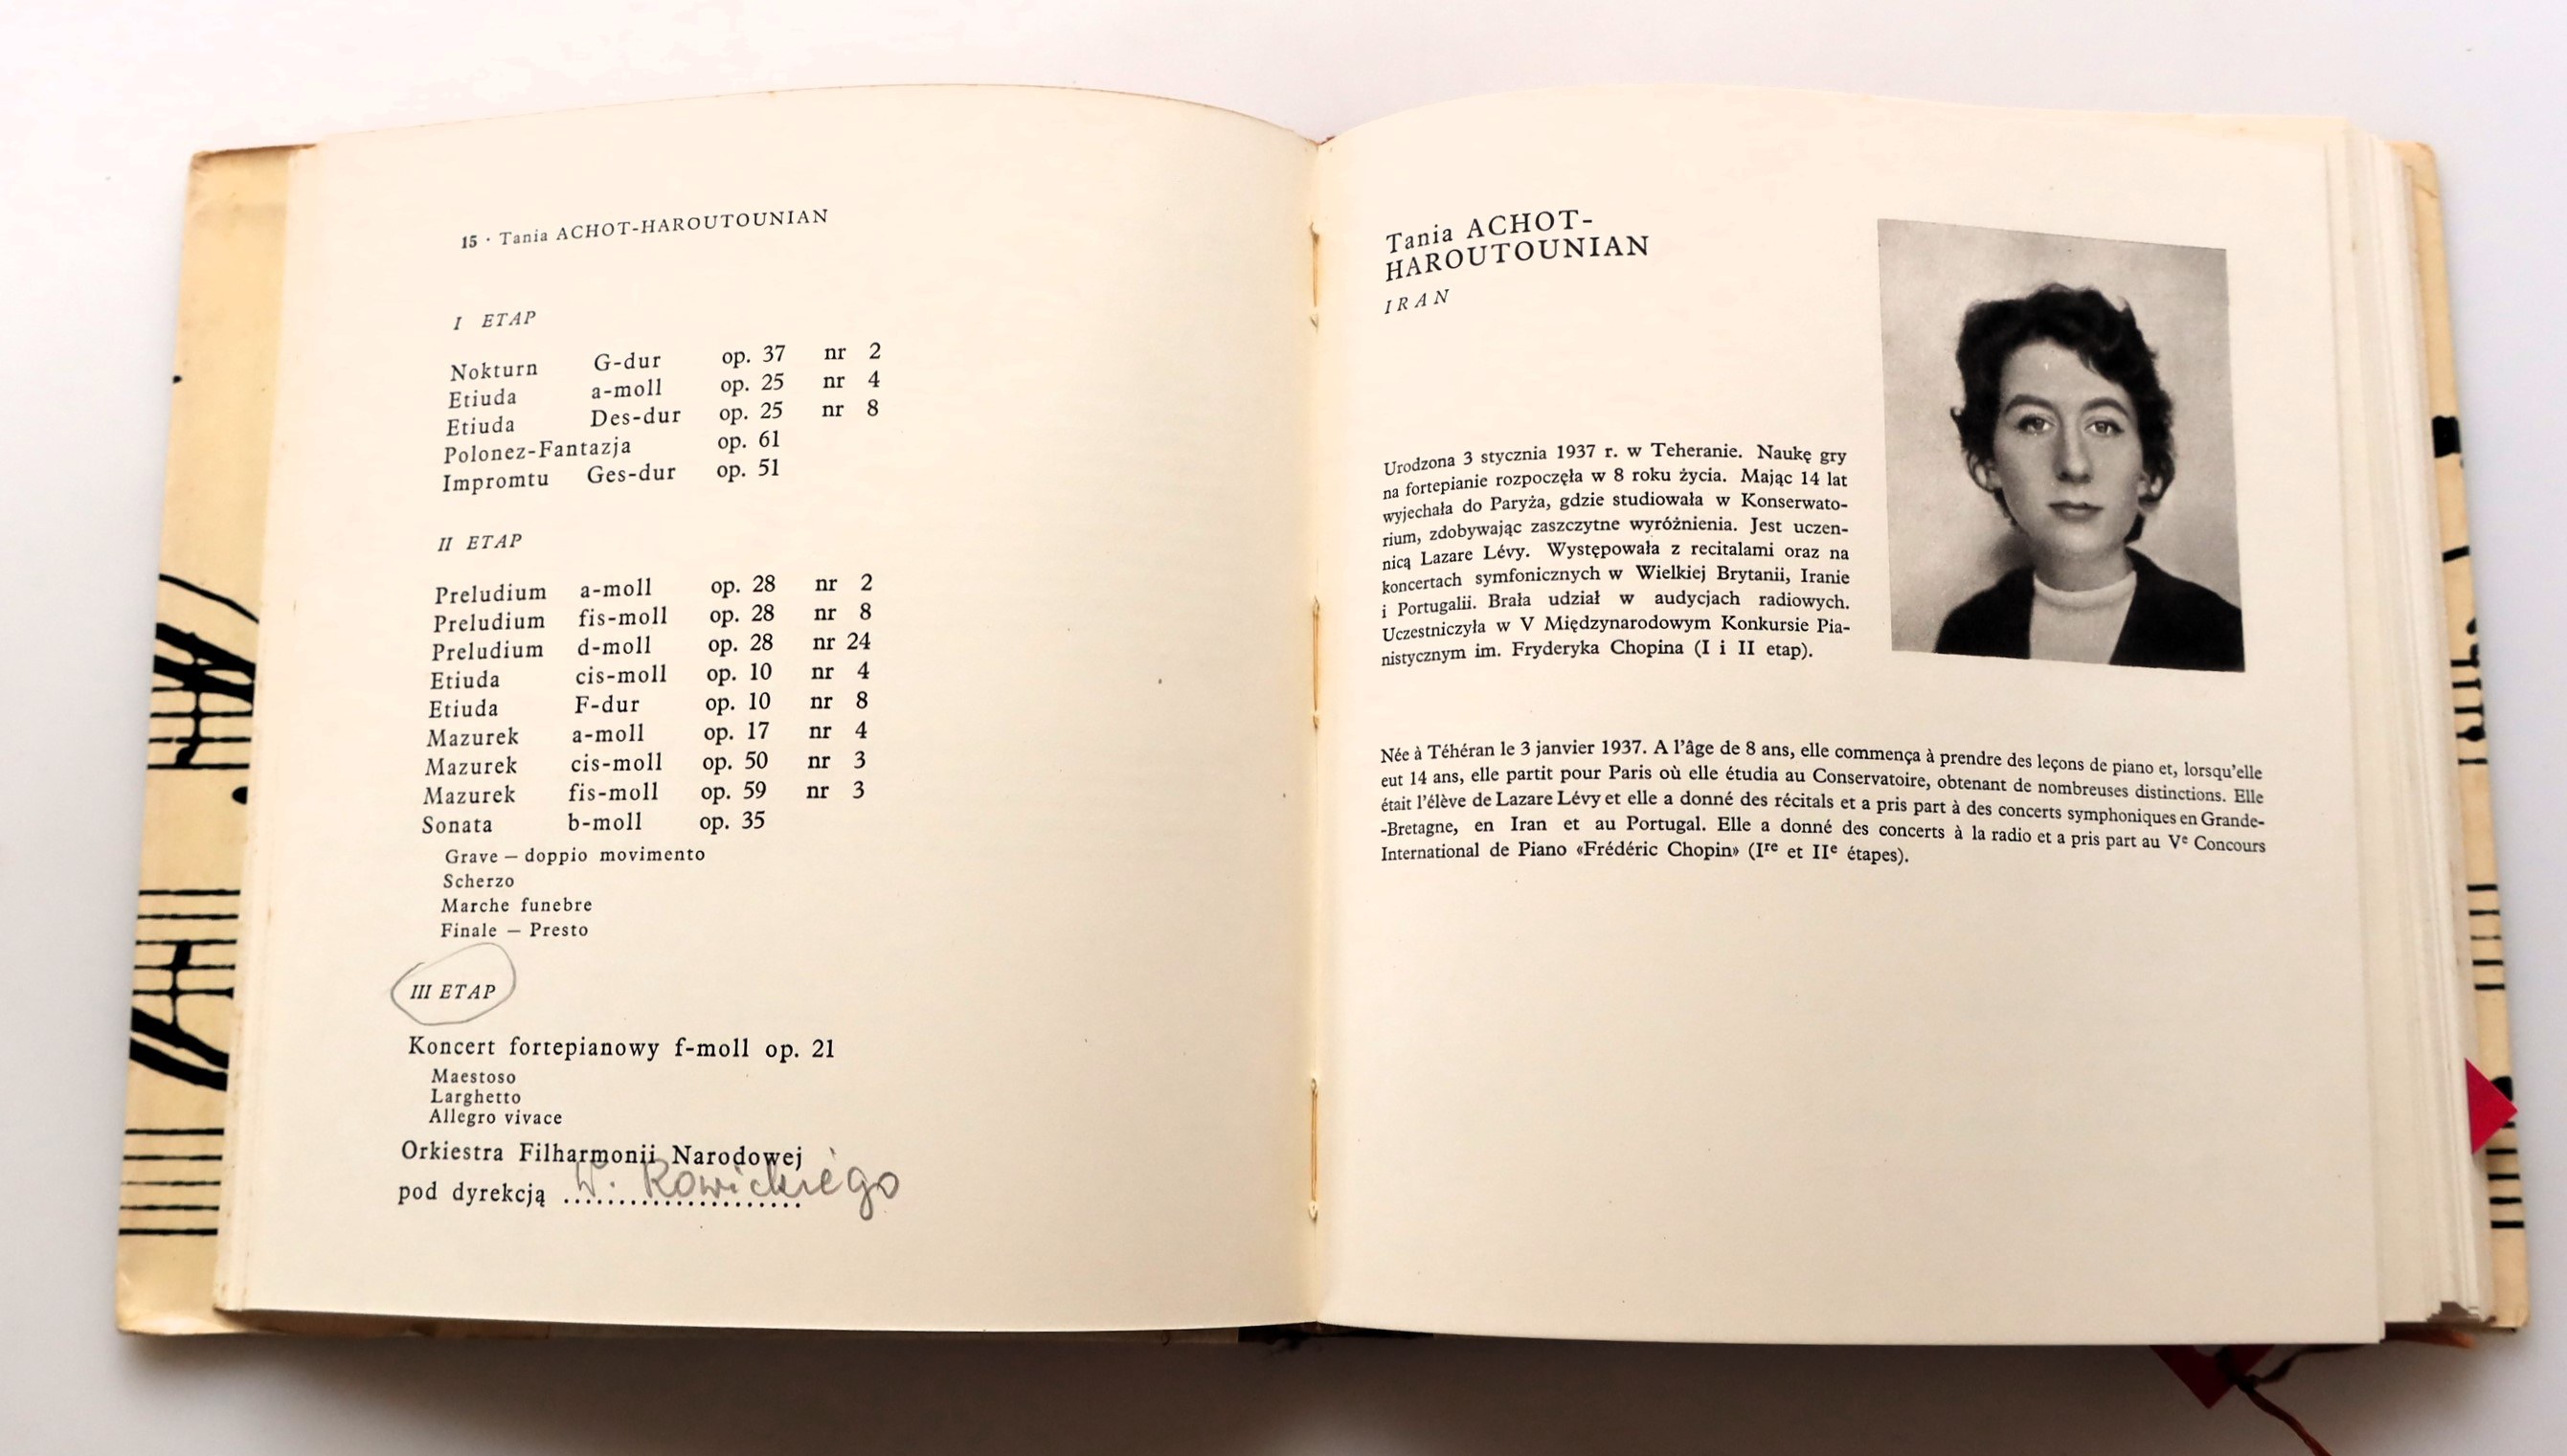 15 · Tania ACHOT-HAROUTOUNIAN
I ETAP
Nokturn G-dur op. 37 nr 2
Etiuda a-moll op. 25 nr 4
Etiuda Des-dur op. 25 nr 8
Polonez-Fantazja op. 61
Impromtu Ges-dur op. 51
II ETAP
Preludium a-moll op. 28 nr 2
Preludium fis-moll op. 28 nr 8
Preludium d-moll op. 28 nr 24
Etiuda cis-moll op. 10 nr 4
Etiuda F-dur op. 10 nr 8
Mazurek a-moll op. 17 nr 4
Mazurek cis-moll op. 50 nr 3
Mazurek fis-moll op. 59 nr 3
Sonata b-moll op. 35
Grave — doppio movimento
Scherzo
Marche funebre
Finale — Presto
III ETAP
Koncert fortepianowy f-moll op. 21
Maestoso
Larghetto
Allegro vivace
Orkiestra Filharmonii Narodowej
pod dyrekcją W. Rowickiego
Tania ACHOT-
HAROUTOUNIAN
IRAN
Urodzona 3 stycznia 1937 r. w Teheranie. Naukę gry
na fortepianie rozpoczęła w 8 roku życia. Mając 14 lat
wyjechała do Paryża, gdzie studiowała w Konserwato-
rium, zdobywając zaszczytne wyróżnienia. Jest uczen-
nicą Lazare Lévy. Występowała z recitalami oraz na
koncertach symfonicznych w Wielkiej Brytanii, Iranie
i Portugalii. Brała udział w audycjach radiowych.
Uczestniczyła w V Międzynarodowym Konkursie Pia-
nistycznym im. Fryderyka Chopina (I i II etap).
Née à Téhéran le 3 janvier 1937. A l'âge de 8 ans, elle commença à prendre des leçons de piano et, lorsqu'elle
eut 14 ans, elle partit pour Paris où elle étudia au Conservatoire, obtenant de nombreuses distinctions. Elle
était l'élève de Lazare Lévy et elle a donné des récitals et a pris part à des concerts symphoniques en Grande-
-Bretagne, en Iran et au Portugal. Elle a donné des concerts à la radio et a pris part au Ve Concours
International de Piano «Frédéric Chopin» (Ire et IIe étapes).